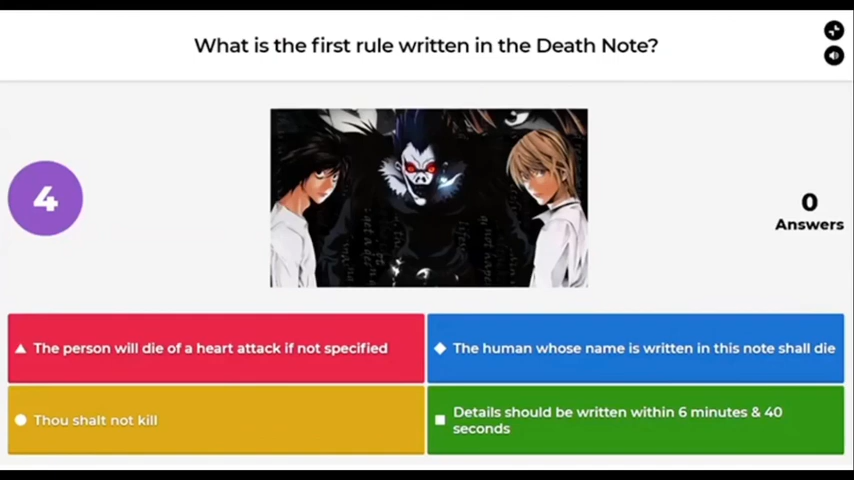 What is the first rule written in the Death Note?
4
0
Answers
The person will die of a heart attack if not specified
The human whose name is written in this note shall die
Thou shalt not kill
Details should be written within 6 minutes & 40
seconds